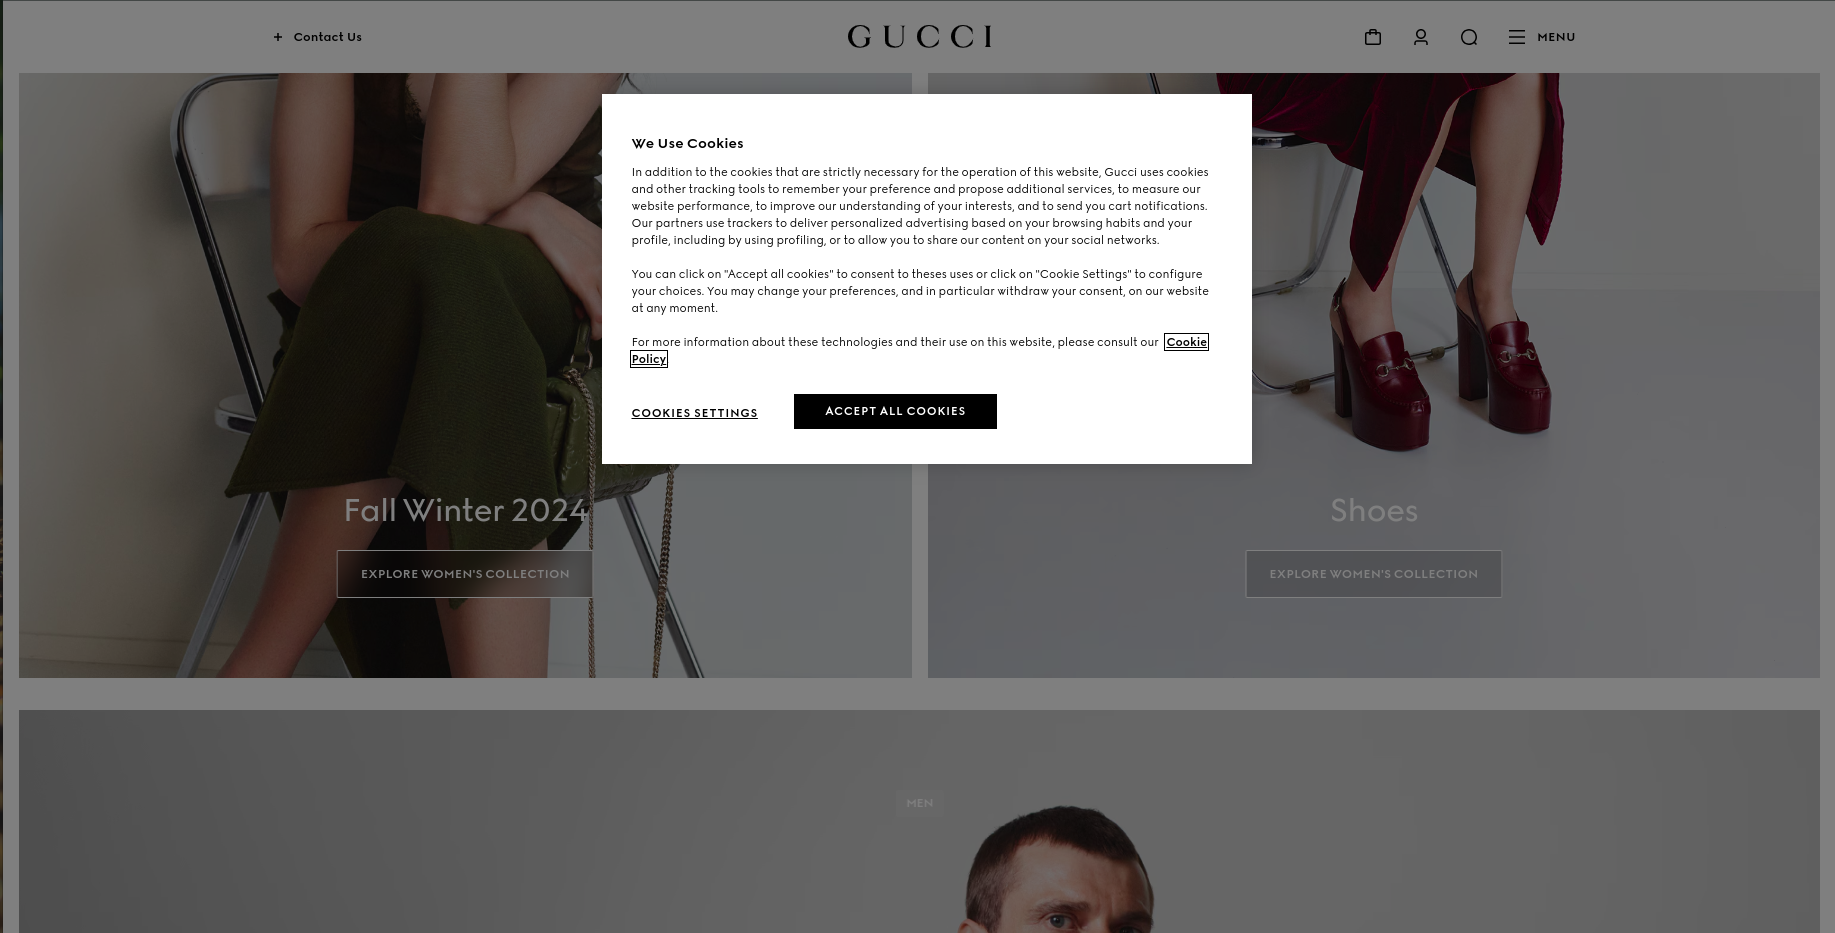 + Contact Us
GUCCI
MENU
We Use Cookies
In addition to the cookies that are strictly necessary for the operation of this website, Gucci uses cookies
and other tracking tools to remember your preference and propose additional services, to measure our
website performance, to improve our understanding of your interests, and to send you cart notifications.
Our partners use trackers to deliver personalized advertising based on your browsing habits and your
profile, including by using profiling, or to allow you to share our content on your social networks.
You can click on "Accept all cookies" to consent to theses uses or click on "Cookie Settings" to configure
your choices. You may change your preferences, and in particular withdraw your consent, on our website
at any moment.
For more information about these technologies and their use on this website, please consult our Cookie
Policy
COOKIES SETTINGS
ACCEPT ALL COOKIES
Fall Winter 2024
EXPLORE WOMEN'S COLLECTION
Shoes
EXPLORE WOMEN'S COLLECTION
MEN